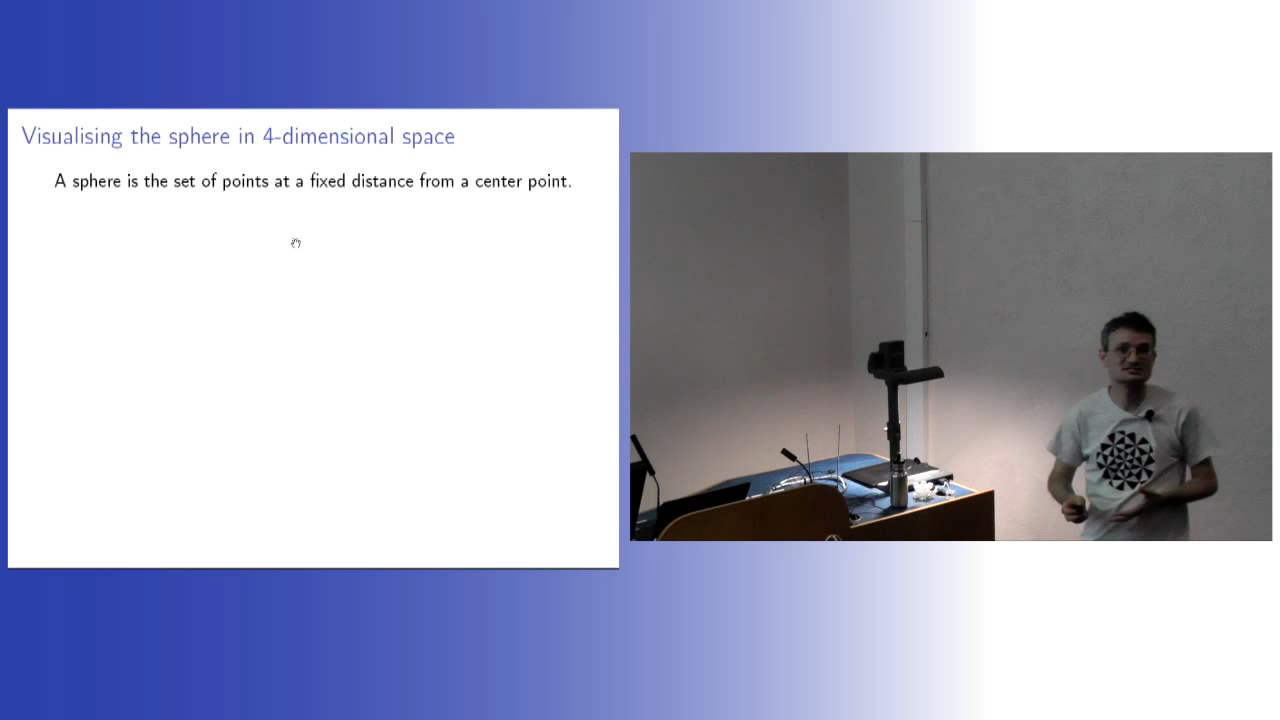 Visualising the sphere in 4-dimensional space
A sphere is the set of points at a fixed distance from a center point.